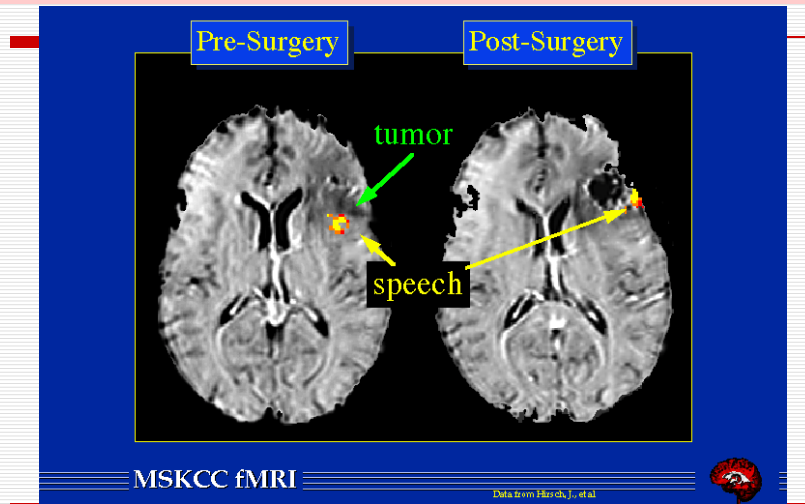 Pre-Surgery
Post-Surgery
tumor
speech
MSKCC fMRI
Data from Hirsch, J., et al